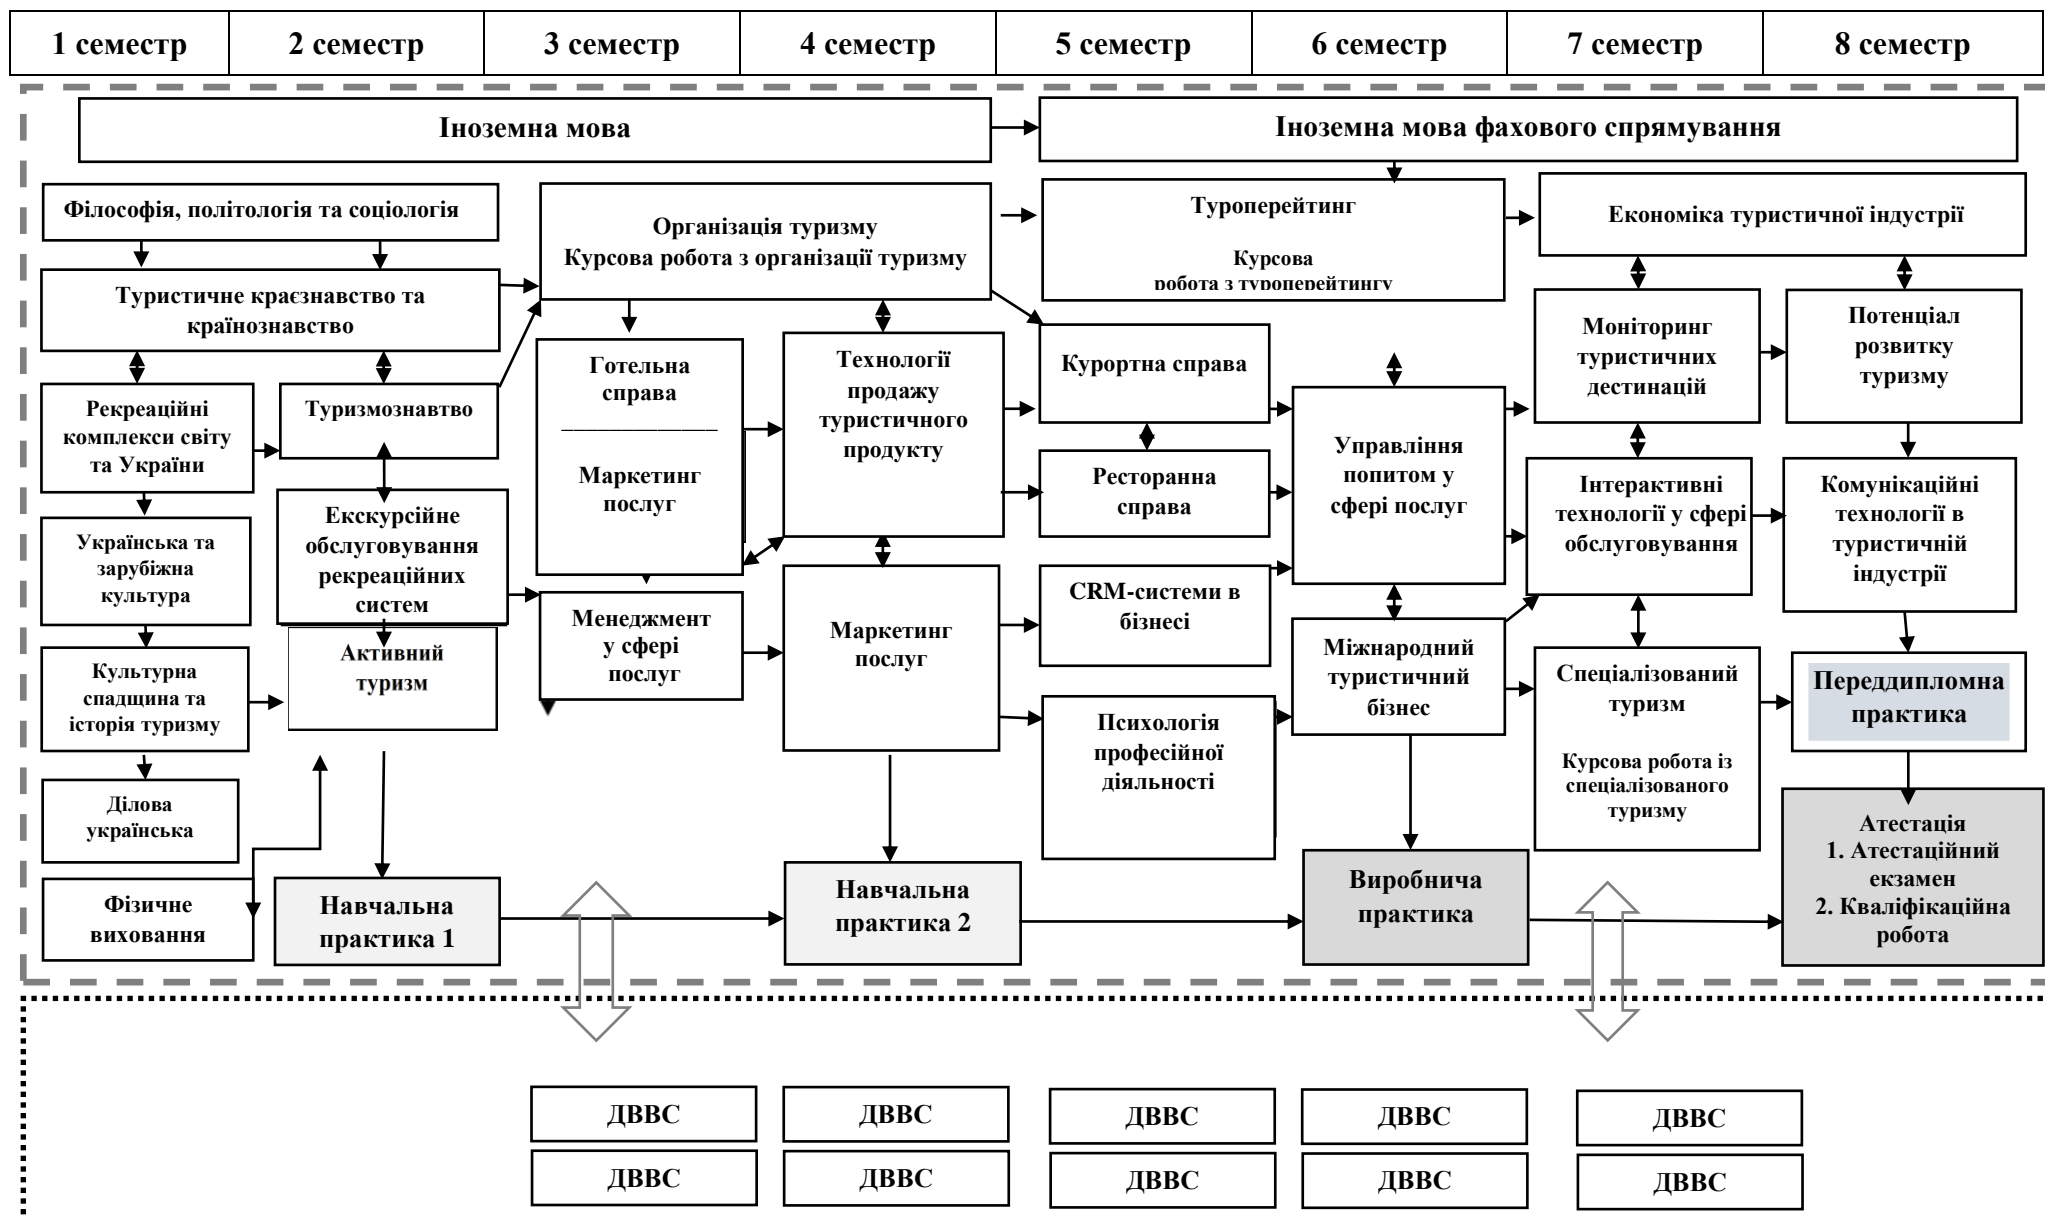 1 семестр
2 семестр
3 семестр
4 семестр
5 семестр
6 семестр
7 семестр
8 семестр
Іноземна мова
Іноземна мова фахового спрямування
Філософія, політологія та соціологія
Туристичне краєзнавство та
країнознавство
Рекреаційні
комплекси світу
та України
Українська та
зарубіжна
культура
Культурна
спадщина та
історія туризму
Ділова
українська
Фізичне
виховання
Туризмознавтво
Екскурсійне
обслуговування
рекреаційних
систем
Активний
туризм
Навчальна
практика 1
Організація туризму
Курсова робота з організації туризму
Готельна
справа
Маркетинг
послуг
Менеджмент
у сфері
послуг
Технології
продажу
туристичного
продукту
Маркетинг
послуг
Навчальна
практика 2
Туроперейтинг
Курсова
робота з туроперейтингу
Курортна справа
Ресторанна
справа
CRM-системи в
бізнесі
Психологія
професійної
діяльності
Управління
попитом у
сфері послуг
Міжнародний
туристичний
бізнес
Виробнича
практика
Економіка туристичної індустрії
Моніторинг
туристичних
дестинацій
Інтерактивні
технології у сфері
обслуговування
Спеціалізований
туризм
Курсова робота із
спеціалізованого
туризму
Потенціал
розвитку
туризму
Комунікаційні
технології в
туристичній
індустрії
Переддипломна
практика
Атестація
1. Атестаційний
екзамен
2. Кваліфікаційна
робота
ДВВС
ДВВС
ДВВС
ДВВС
ДВВС
ДВВС
ДВВС
ДВВС
ДВВС
ДВВС